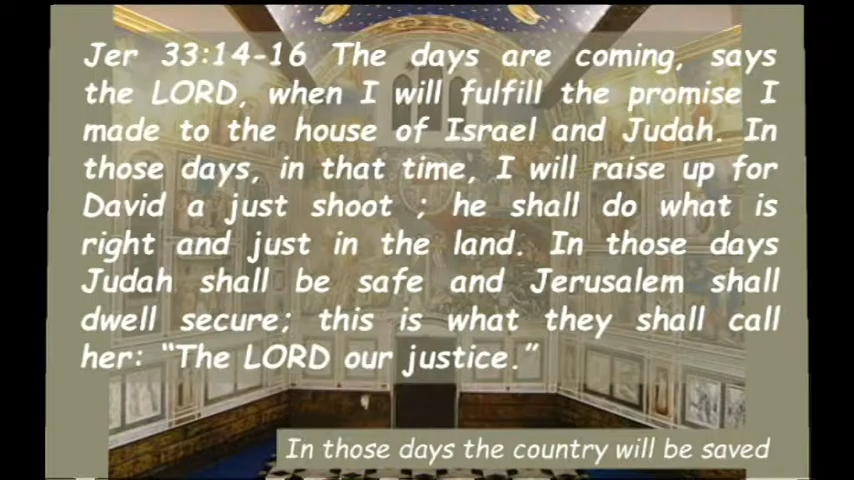 Jer 33:14-16 The days are coming, says
the LORD, when I will fulfill the promise I
made to the house of Israel and Judah. In
those days, in that time, I will raise up for
David a just shoot ; he shall do what is
right and just in the land. In those days
Judah shall be safe and Jerusalem shall
dwell secure; this is what they shall call
her: “The LORD our justice.”
In those days the country will be saved